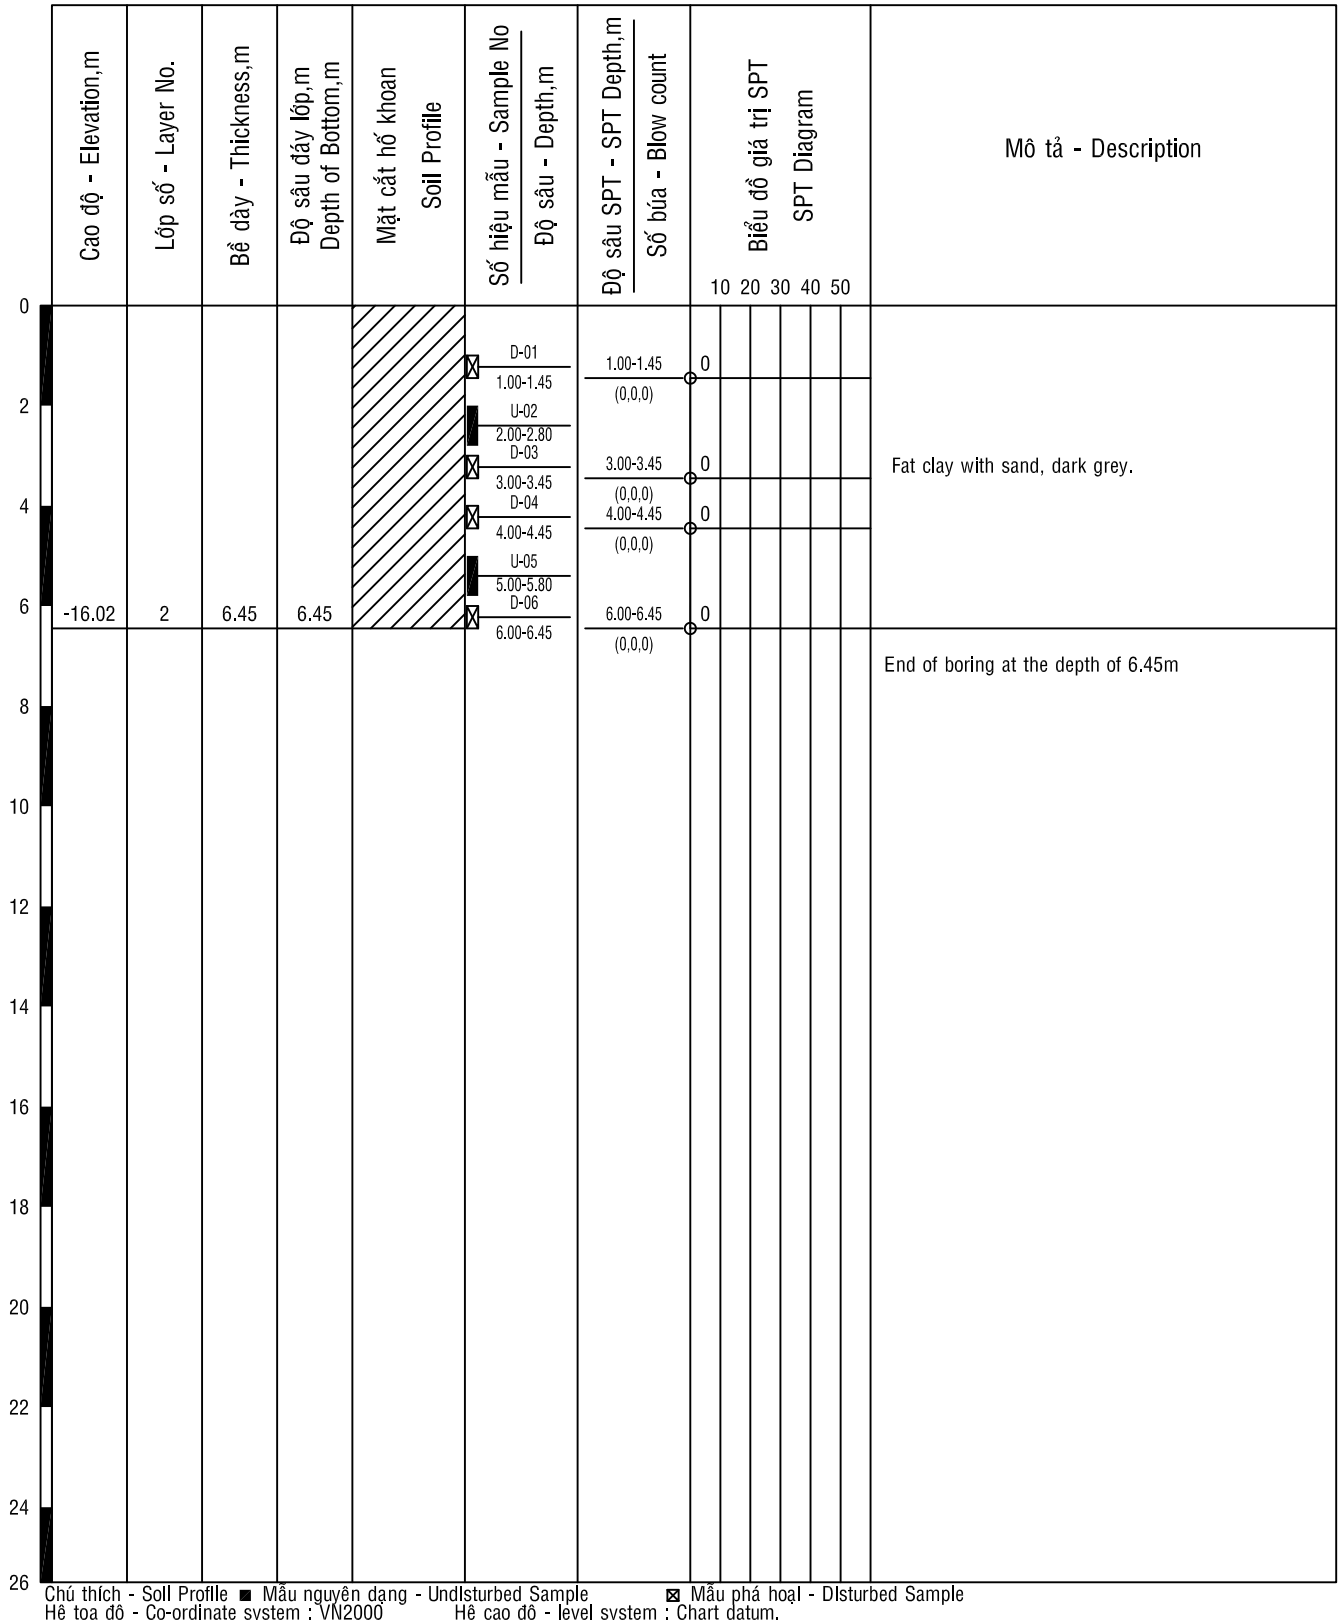 Cao độ - Elevation,m
Lớp số - Layer No.
Bề dày - Thickness,m
Độ sâu đáy lớp,m
Depth of Bottom,m
Mặt cắt hố khoan
Soil Profile
Số hiệu mẫu - Sample No
Độ sâu - Depth,m
Độ sâu SPT - SPT Depth,m
Số búa - Blow count
Biểu đồ giá trị SPT
SPT Diagram
10 20 30 40 50
Mô tả - Description
0
D-01
1.00-1.45
1.00-1.45
(0,0,0)
0
2
U-02
2.00-2.80
D-03
3.00-3.45
3.00-3.45
(0,0,0)
0
Fat clay with sand, dark grey.
4
D-04
4.00-4.45
4.00-4.45
(0,0,0)
0
U-05
5.00-5.80
6
-16.02 2 6.45 6.45
D-06
6.00-6.45
6.00-6.45
(0,0,0)
0
End of boring at the depth of 6.45m
8
10
12
14
16
18
20
22
24
26
Chú thích - Soil Profile Mẫu nguyên dạng - Undisturbed Sample Mẫu phá hoại - Disturbed Sample
Hệ tọa độ - Co-ordinate system : VN2000 Hệ cao độ - level system : Chart datum.